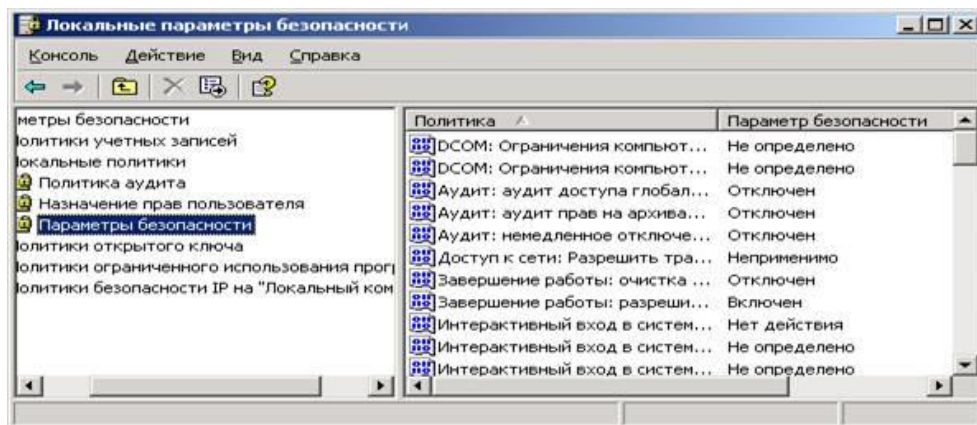 Локальные параметры безопасности
Консоль Действие Вид Справка
метры безопасности
олитики учетных записей
окальные политики
Политика аудита
Назначение прав пользователя
Параметры безопасности
олитики открытого ключа
олитики ограниченного использования прог
олитики безопасности IP на "Локальный ком
Политика Параметр безопасности
DCOM: Ограничения компьют... Не определено
DCOM: Ограничения компьют... Не определено
Аудит: аудит доступа глобал... Отключен
Аудит: аудит прав на архива... Отключен
Аудит: немедленное отключе... Отключен
Доступ к сети: Разрешить тра... Неприменимо
Завершение работы: очистка ... Отключен
Завершение работы: разреши... Включен
Интерактивный вход в систем... Нет действия
Интерактивный вход в систем... Не определено
Интерактивный вход в систем... Не определено